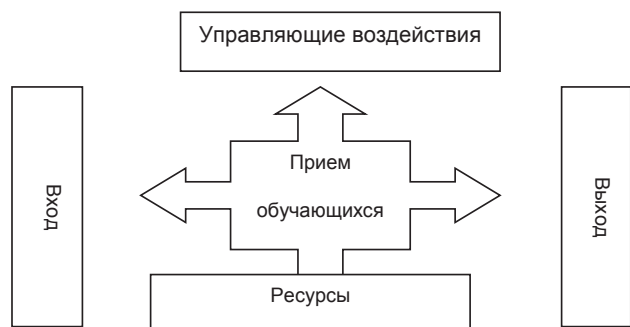 Управляющие воздействия
Вход
Прием
обучающихся
Выход
Ресурсы